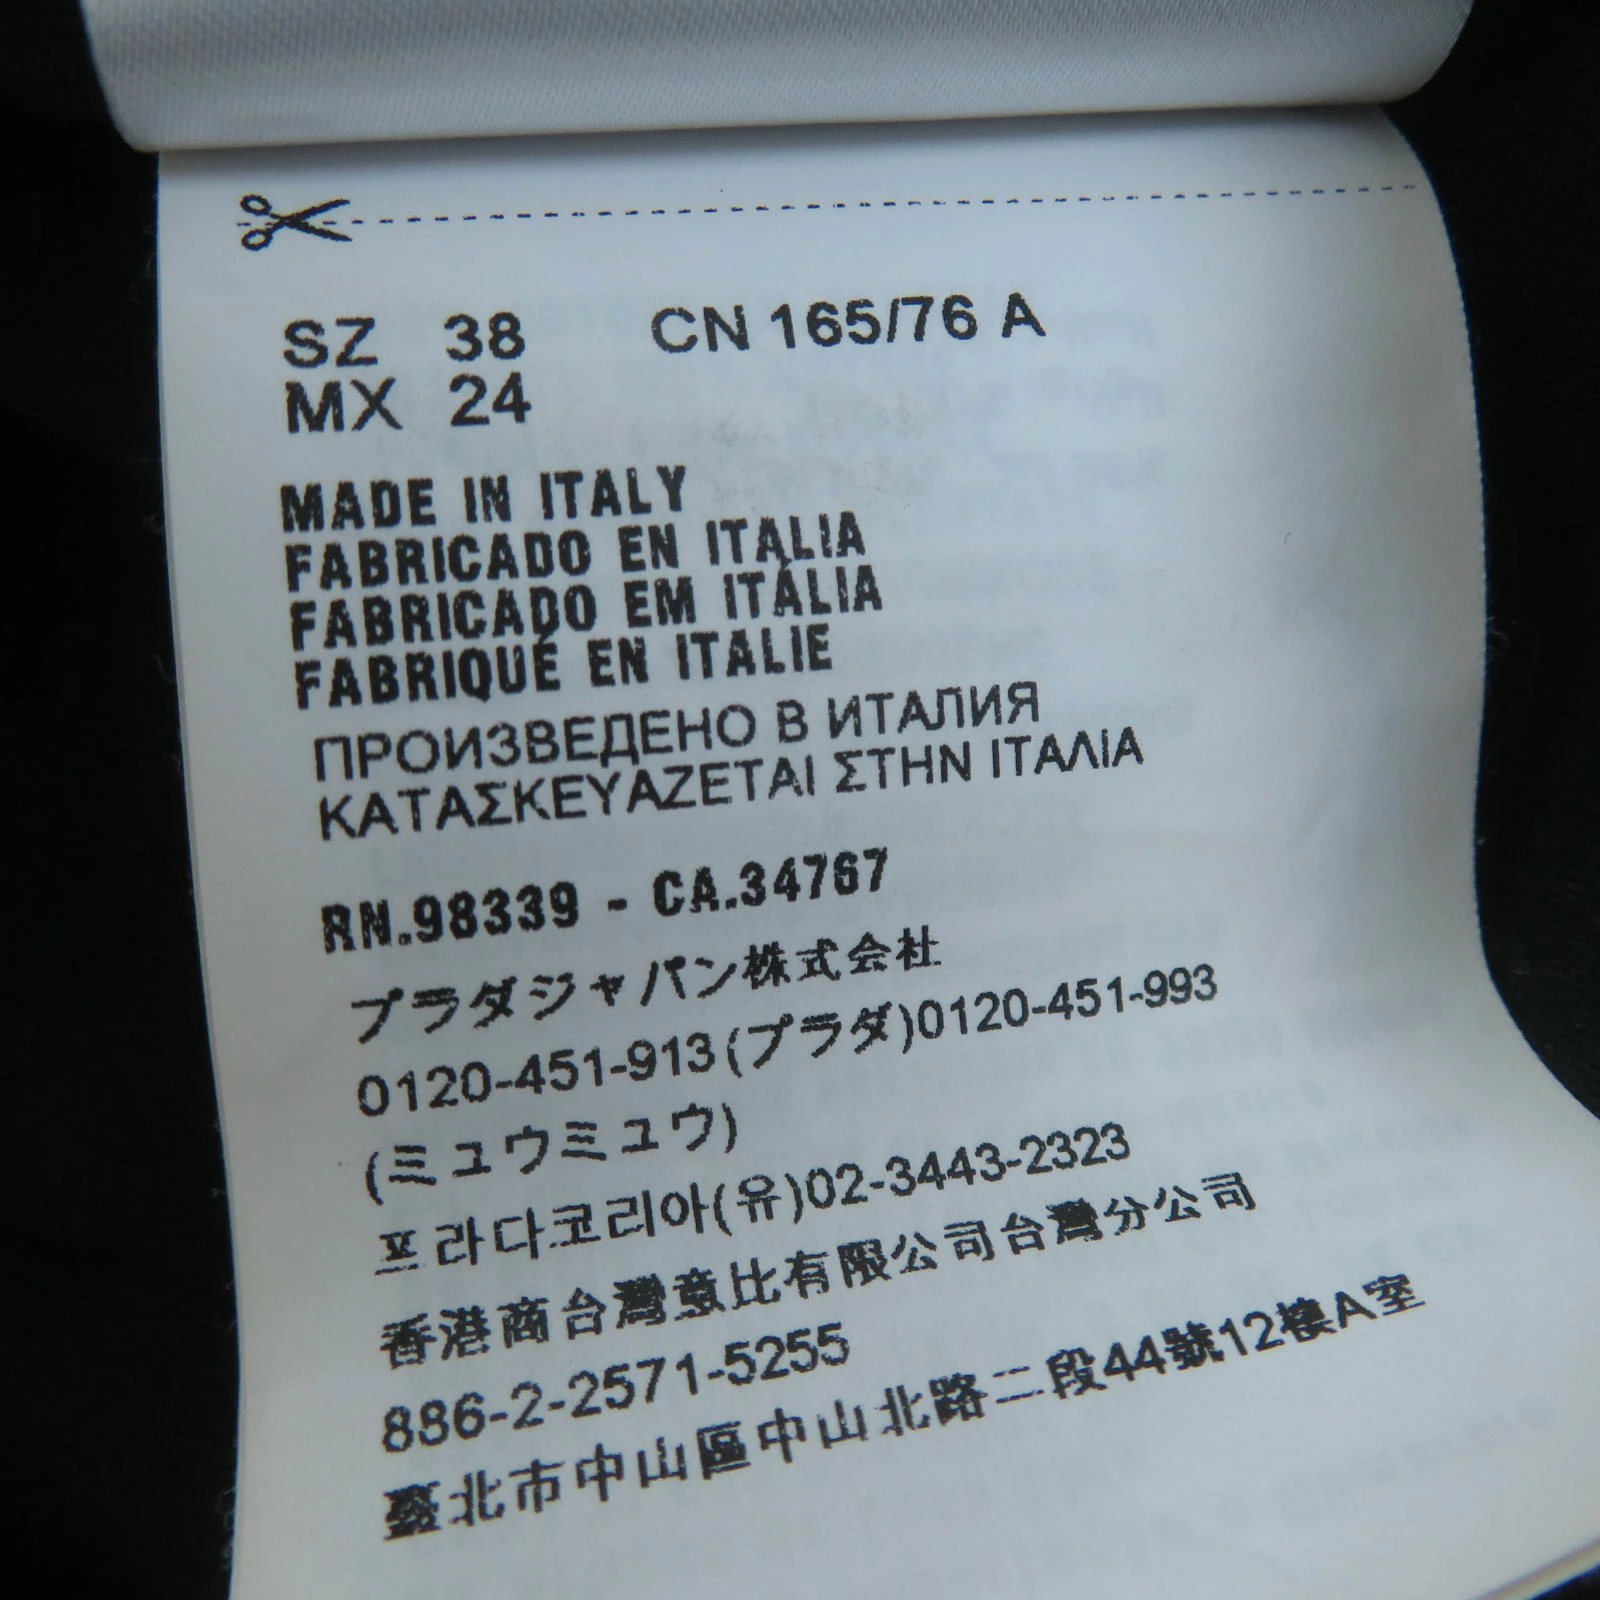 SZ 38 CN 165/76 A
MX 24
MADE IN ITALY
FABRICADO EN ITALIA
FABRICADO EM ITÁLIA
FABRIQUÉ EN ITALIE
ПРОИЗВЕДЕНО В ИТАЛИЯ
ΚΑΤΑΣΚΕΥΑΖΕΤΑΙ ΣΤΗΝ ΙΤΑΛΙΑ
RN.98339 - CA.34767
プラダジャパン株式会社
0120-451-913(プラダ)0120-451-993
(ミュウミュウ)
프라다코리아(유)02-3443-2323
香港商台灣意比有限公司台灣分公司
886-2-2571-5255
臺北市中山區中山北路二段44號12樓A室